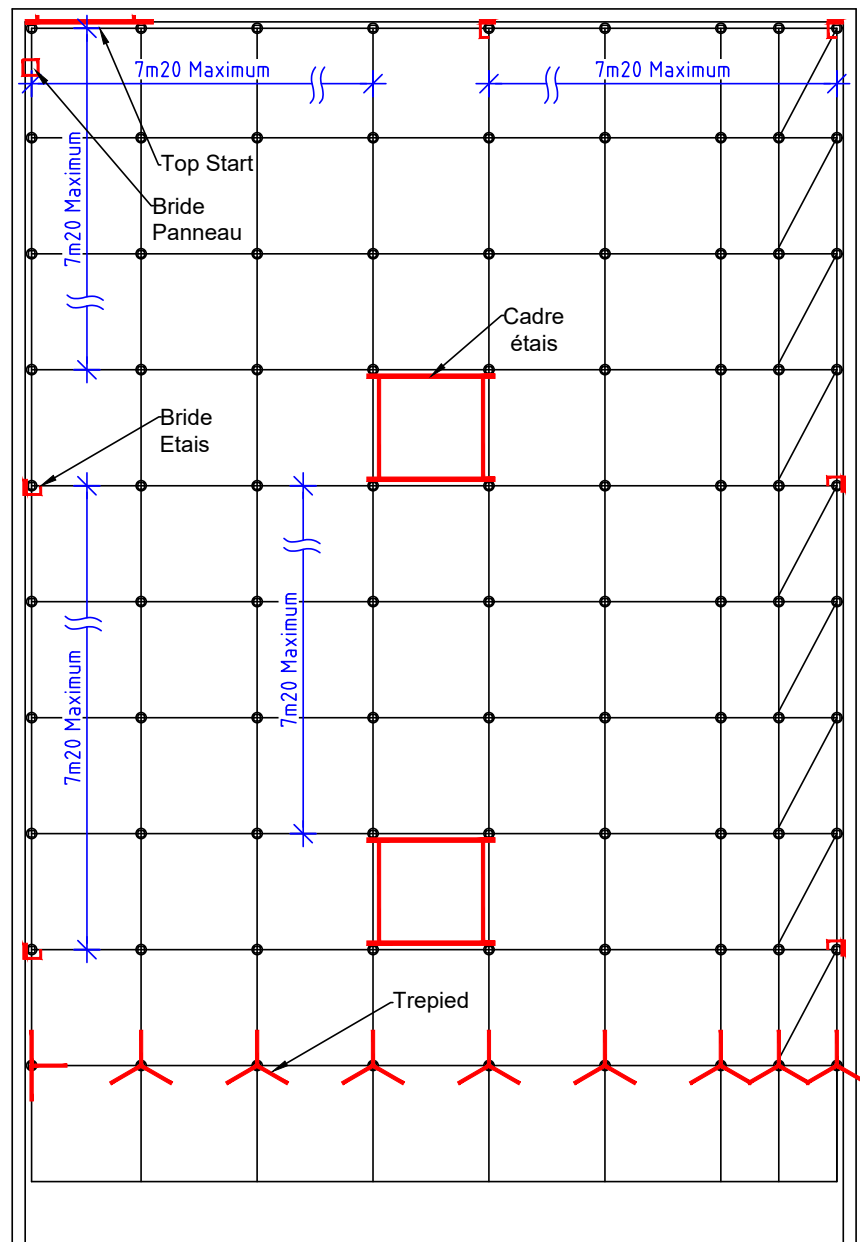 7m20 Maximum
7m20 Maximum
7m20 Maximum
Top Start
Bride
Panneau
Cadre
étais
Bride
Etais
7m20 Maximum
7m20 Maximum
Trepied